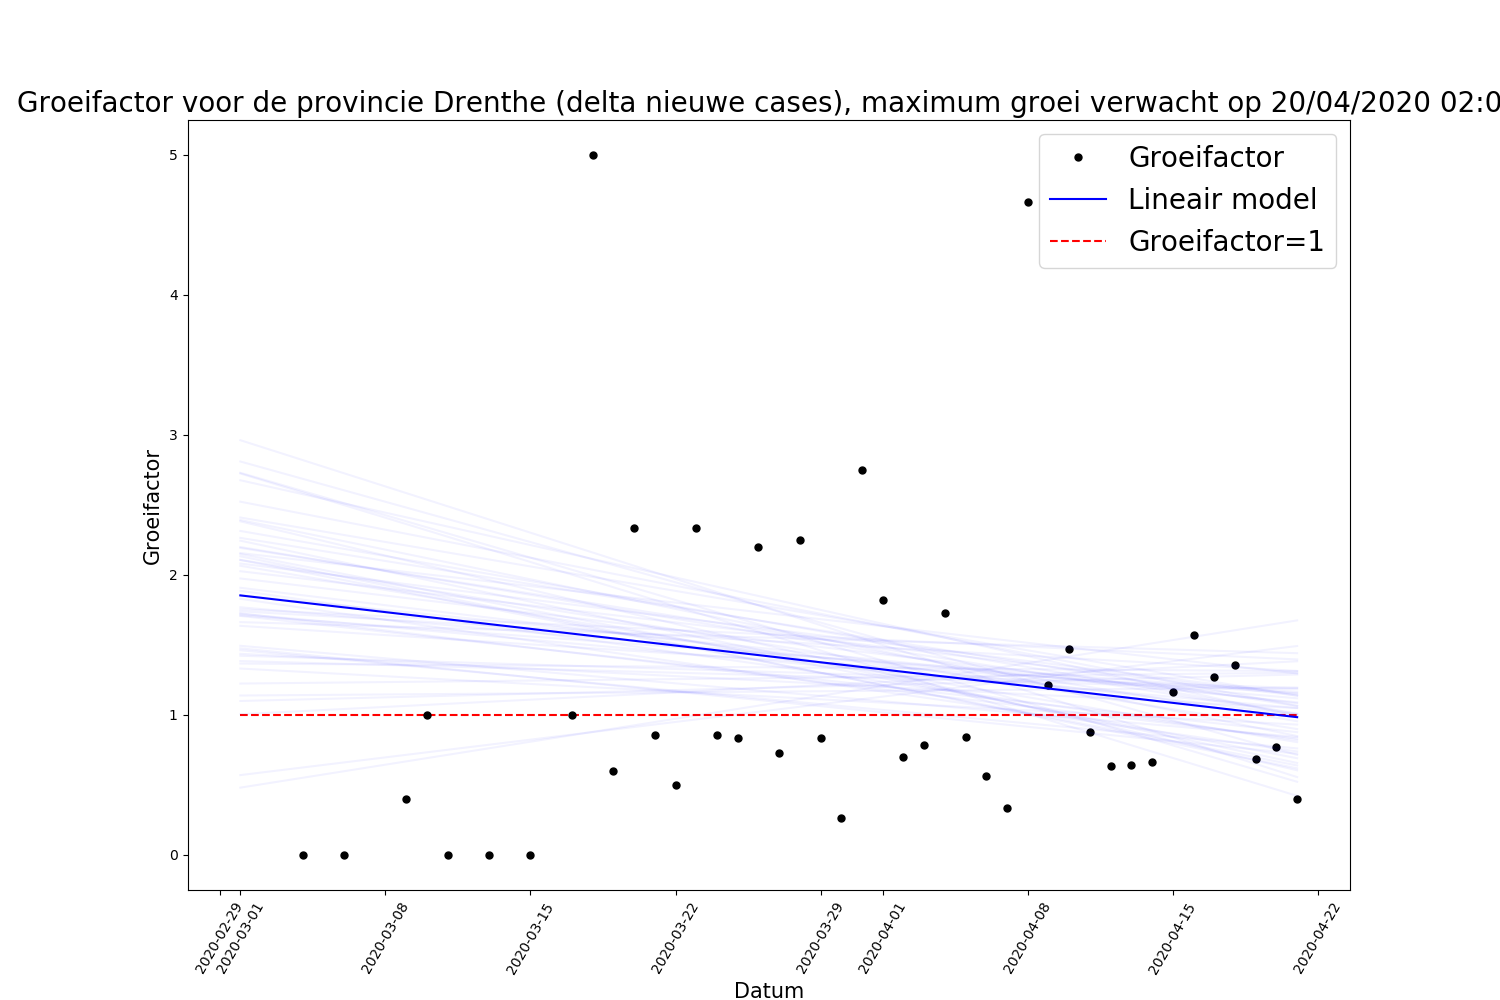 Groeifactor voor de provincie Drenthe (delta nieuwe cases), maximum groei verwacht op 20/04/2020 02:0
Groeifactor
Lineair model
Groeifactor=1
5
4
3
2
1
0
Groeifactor
2020-02-29
2020-03-01
2020-03-08
2020-03-15
2020-03-22
2020-03-29
2020-04-01
2020-04-08
2020-04-15
2020-04-22
Datum